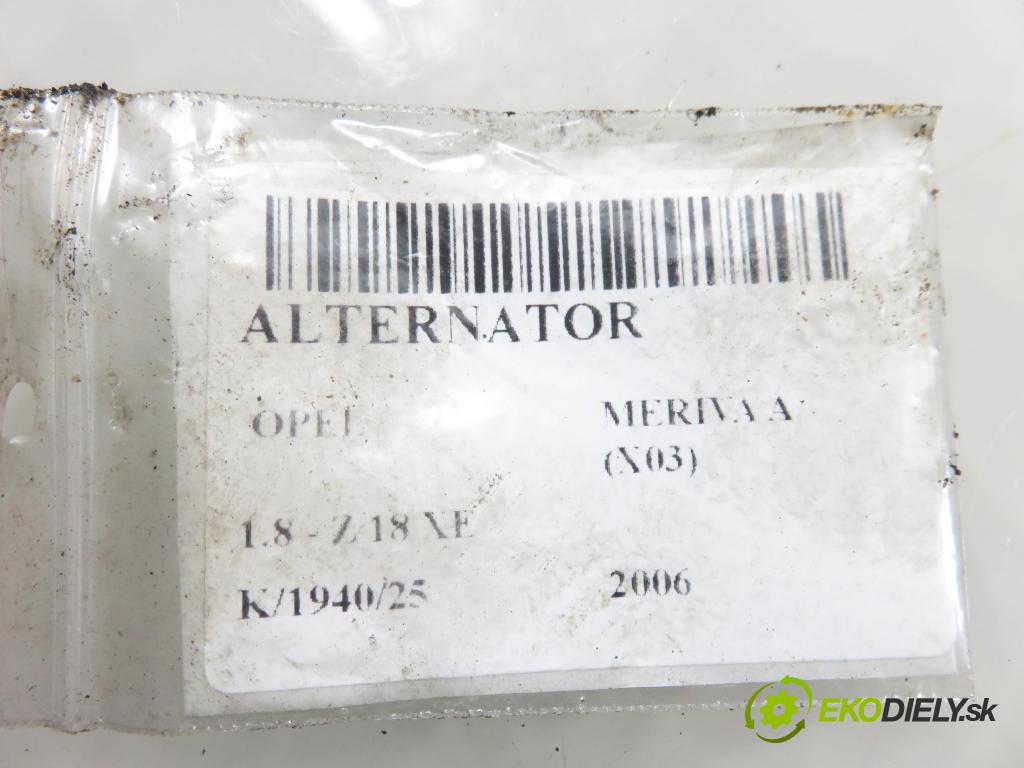 ALTERNATOR
OPEL MERIVA A
(X03)
1.8 - Z 18 XE
K/1940/25 2006
EKODIELY.sk